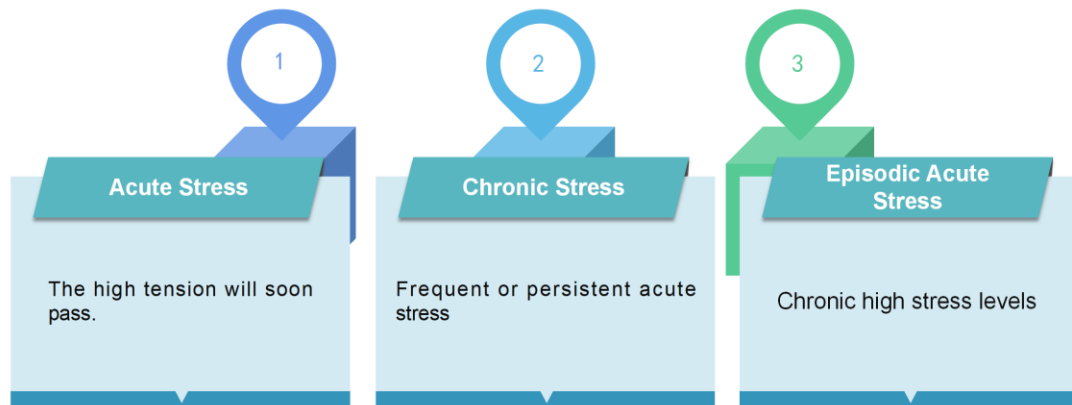 1
2
3
Acute Stress
The high tension will soon
pass.
Chronic Stress
Frequent or persistent acute
stress
Episodic Acute
Stress
Chronic high stress levels